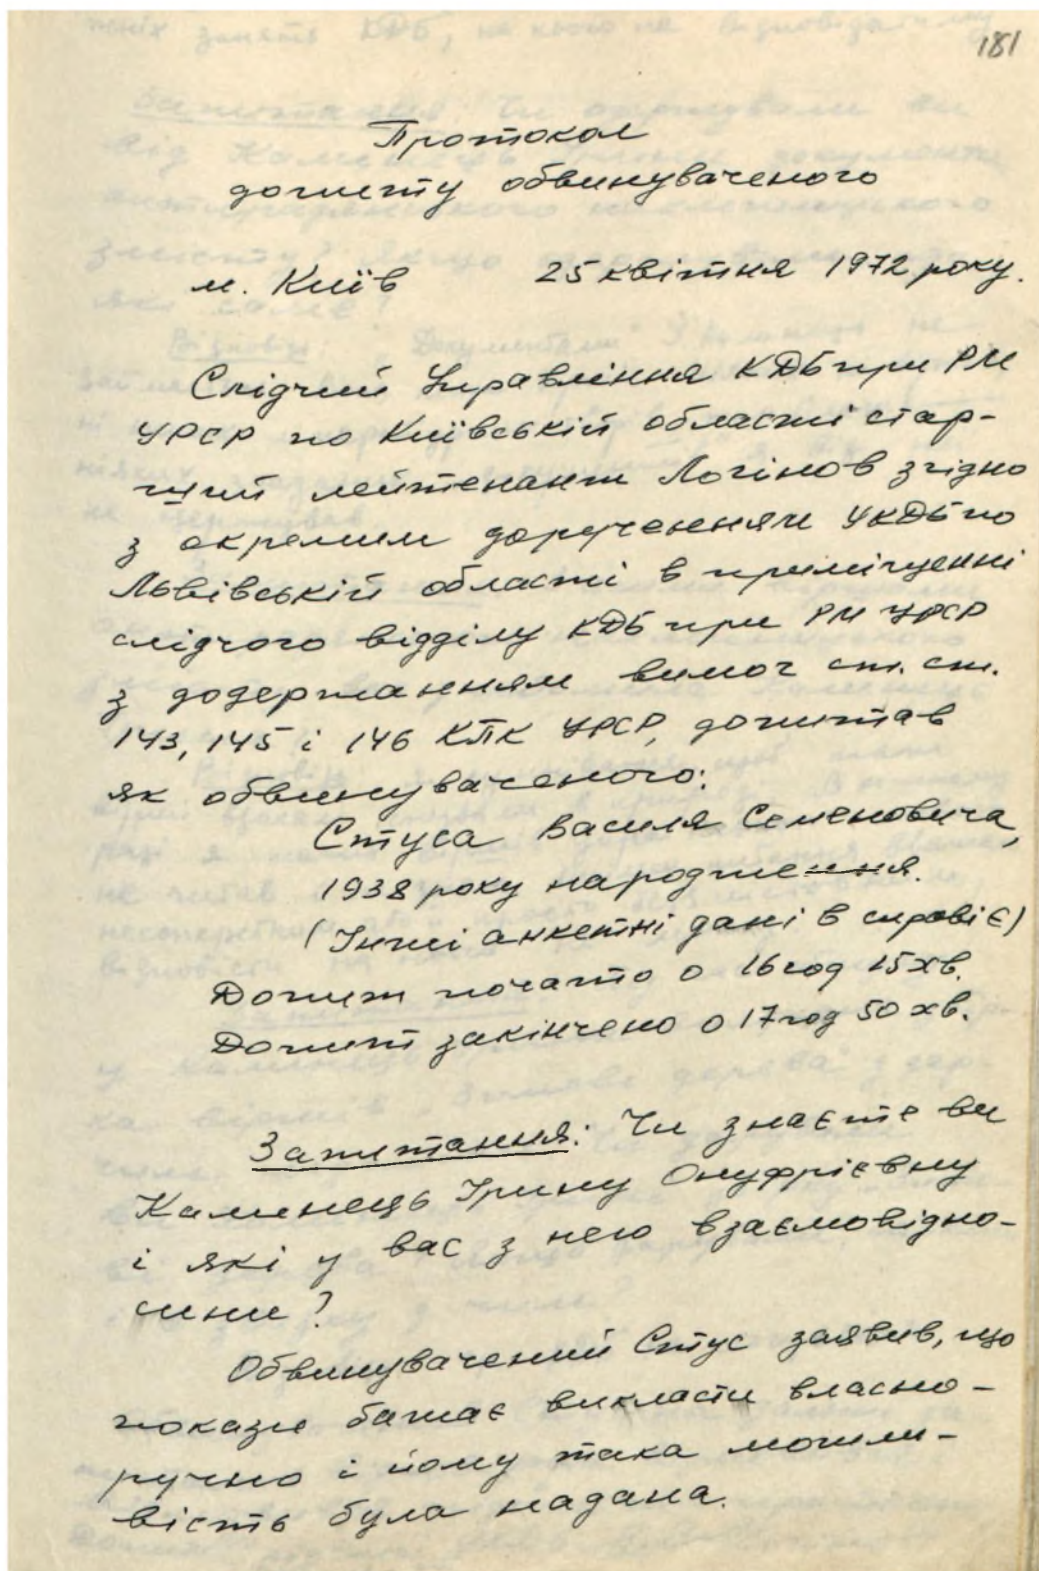 181
Протокол
допиту обвинуваченого
м. Київ 25 квітня 1972 року.
Слідчий Управління КДБ при РМ
УРСР по Київській області стар-
ший лейтенант Логінов згідно
з окремим дорученням УКДБ по
Львівській області в приміщенні
слідчого відділу КДБ при РМ УРСР
з додержанням вимог ст. ст.
143, 145 і 146 КПК УРСР, допитав
як обвинуваченого:
Стуса Василя Семеновича,
1938 року народження.
(Інші анкетні дані в справі є)
Допит почато о 16 год 15 хв.
Допит закінчено о 17 год 50 хв.
Запитання: Чи знаєте ви
Каминець Ірину Онуфрієвну
і які у вас з нею взаємовідно-
сини?
Обвинувачений Стус заявив, що
покази бажає викласти власно-
ручно і йому така можли-
вість була надана.